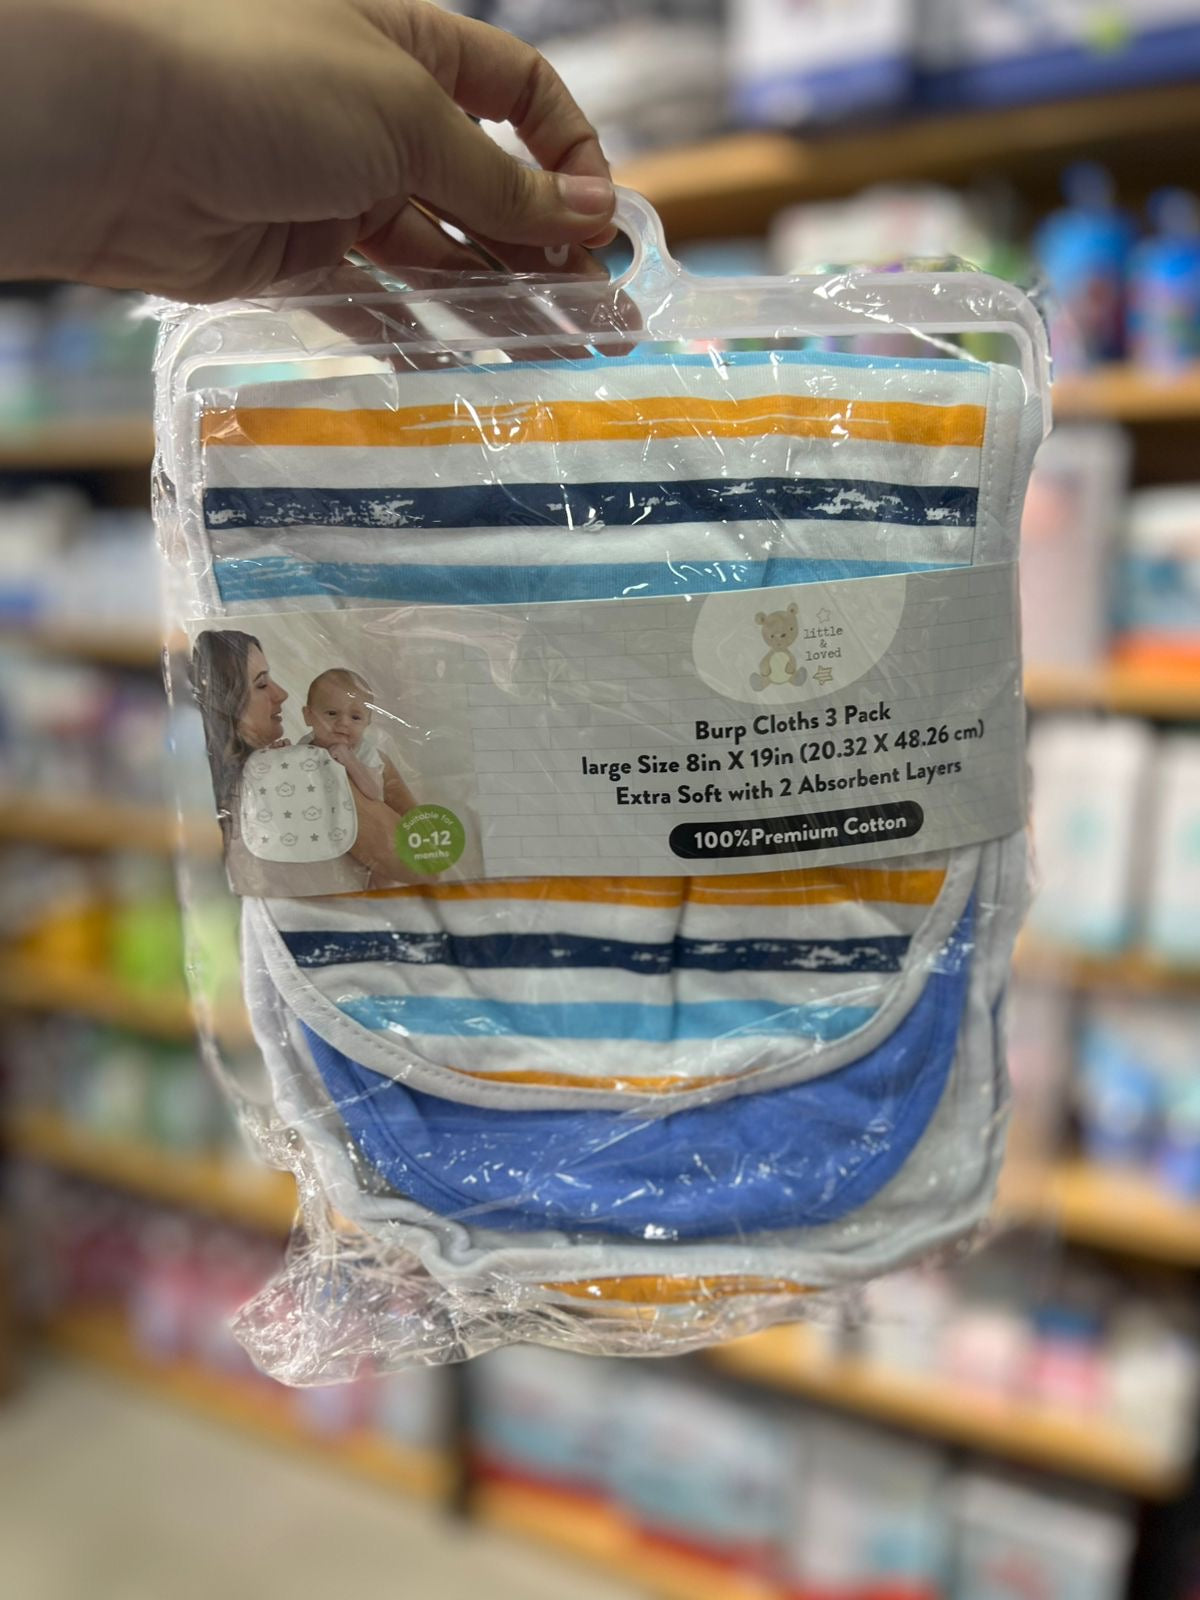 little
&
loved
Burp Cloths 3 Pack
large Size 8in X 19in (20.32 X 48.26 cm)
Extra Soft with 2 Absorbent Layers
100%Premium Cotton
Suitable for
0-12
months